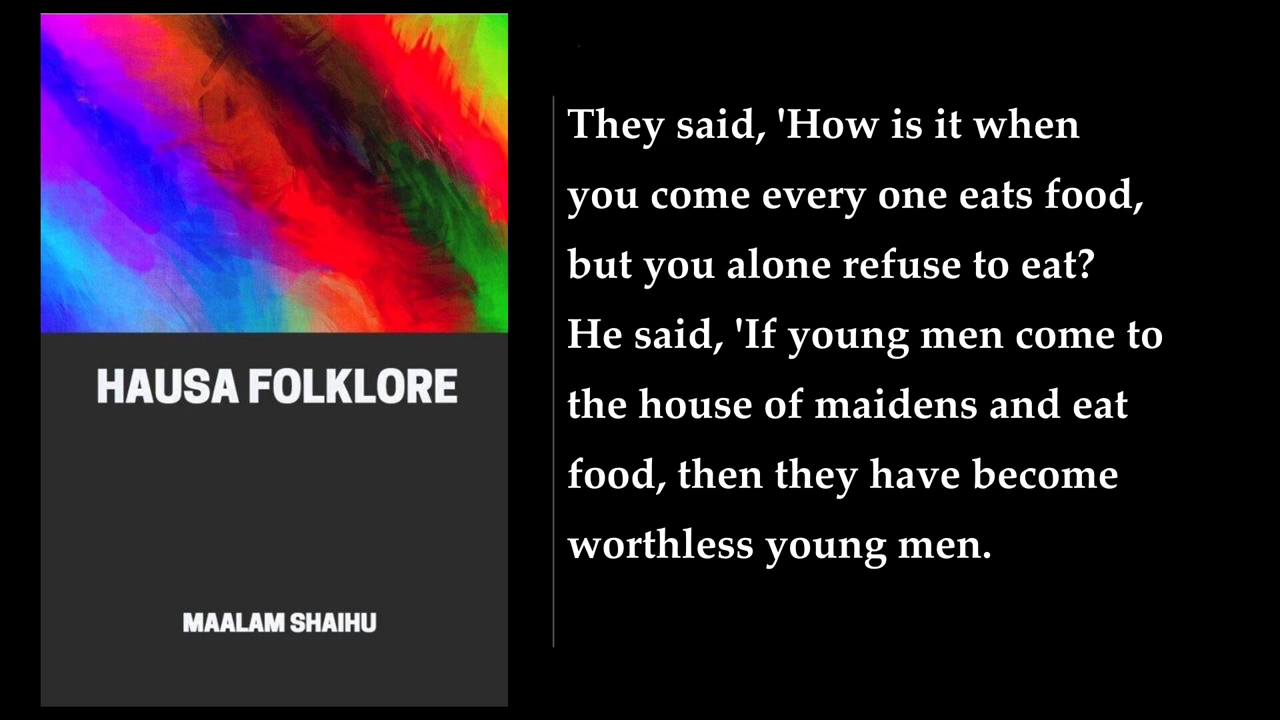 HAUSA FOLKLORE
MAALAM SHAIHU
They said, 'How is it when
you come every one eats food,
but you alone refuse to eat?
He said, 'If young men come to
the house of maidens and eat
food, then they have become
worthless young men.